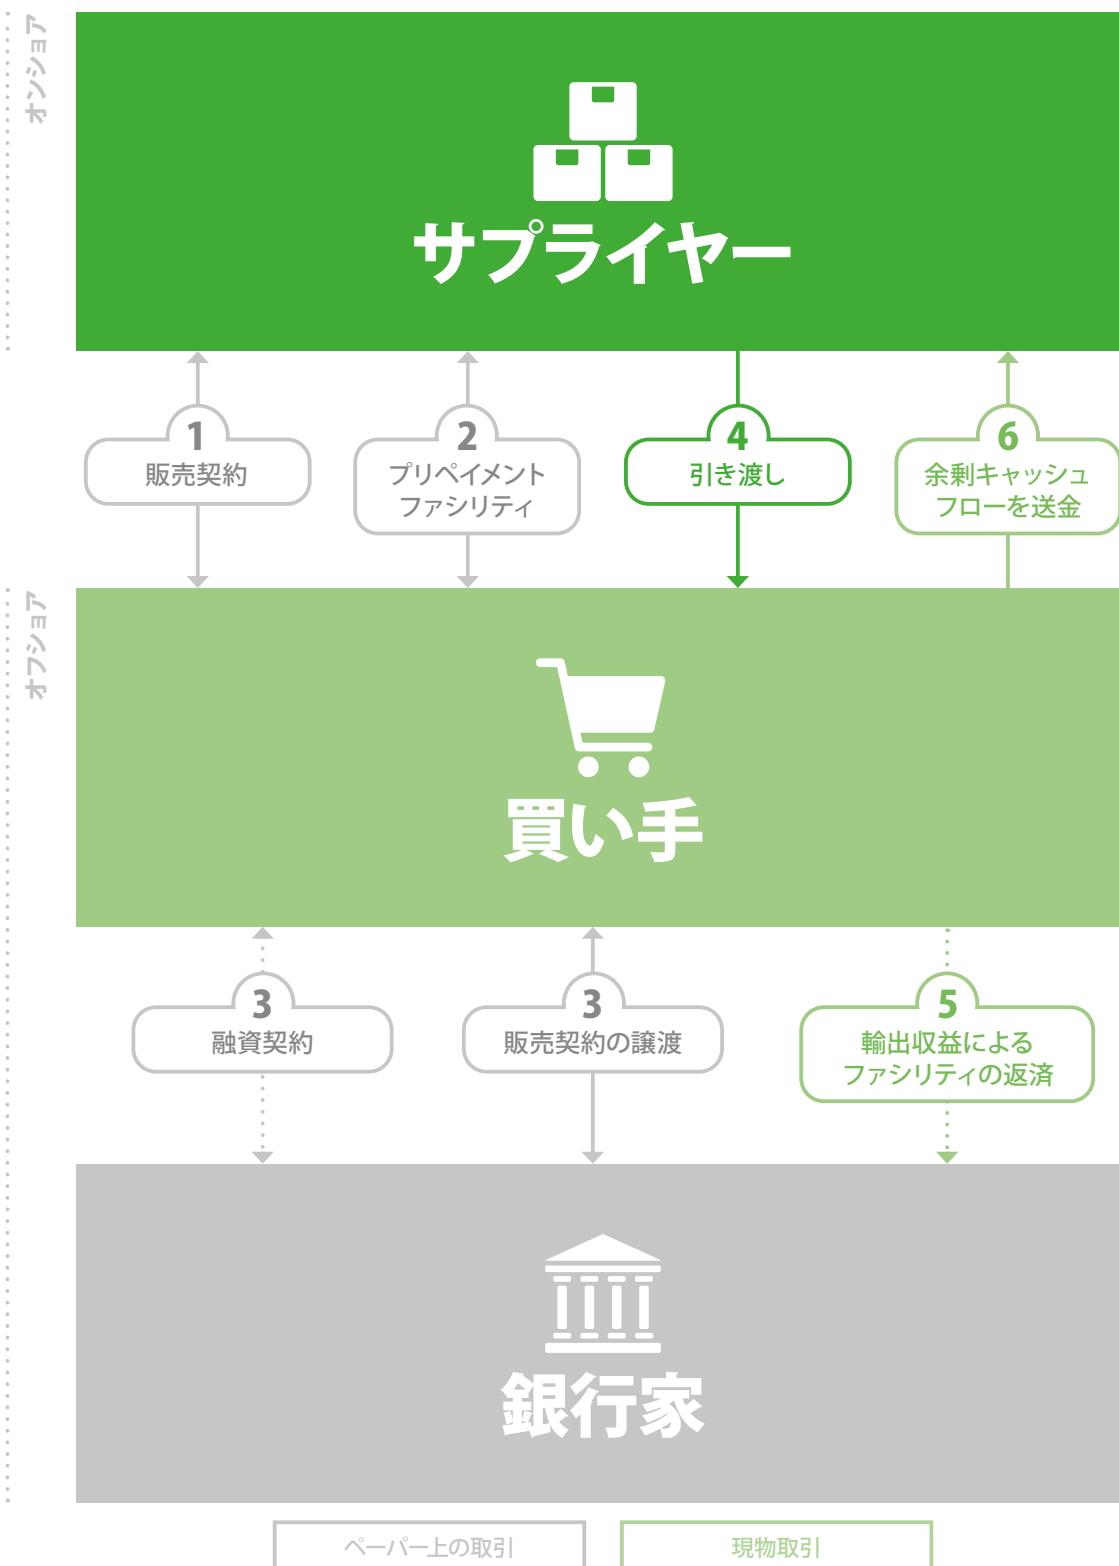 オンショア
サプライヤー
1
販売契約
2
プリペイメント
ファシリティ
4
引き渡し
6
余剰キャッシュ
フローを送金
オフショア
買い手
3
融資契約
3
販売契約の譲渡
5
輸出収益による
ファシリティの返済
銀行家
ペーパー上の取引
現物取引